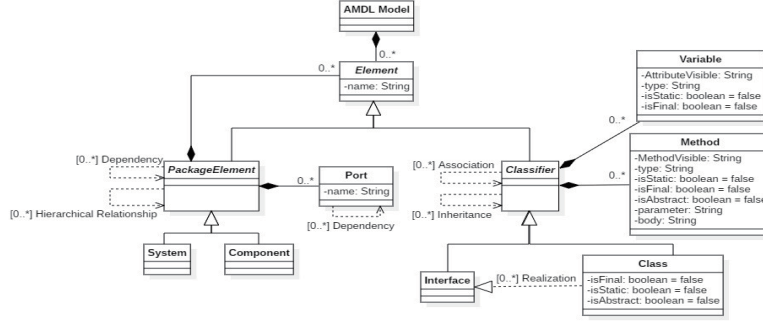 AMDL Model
0..*
0..*
Element
-name: String
Variable
-AttributeVisible: String
-type: String
-isStatic: boolean = false
-isFinal: boolean = false
0..*
Method
-MethodVisible: String
-type: String
-isStatic: boolean = false
-isFinal: boolean = false
-isAbstract: boolean = false
-parameter: String
-body: String
0..*
[0..*] Dependency
PackageElement
[0..*] Hierarchical Relationship
0..*
Port
-name: String
[0..*] Dependency
[0..*] Association
Classifier
[0..*] Inheritance
System
Component
Interface
[0..*] Realization
Class
-isFinal: boolean = false
-isStatic: boolean = false
-isAbstract: boolean = false